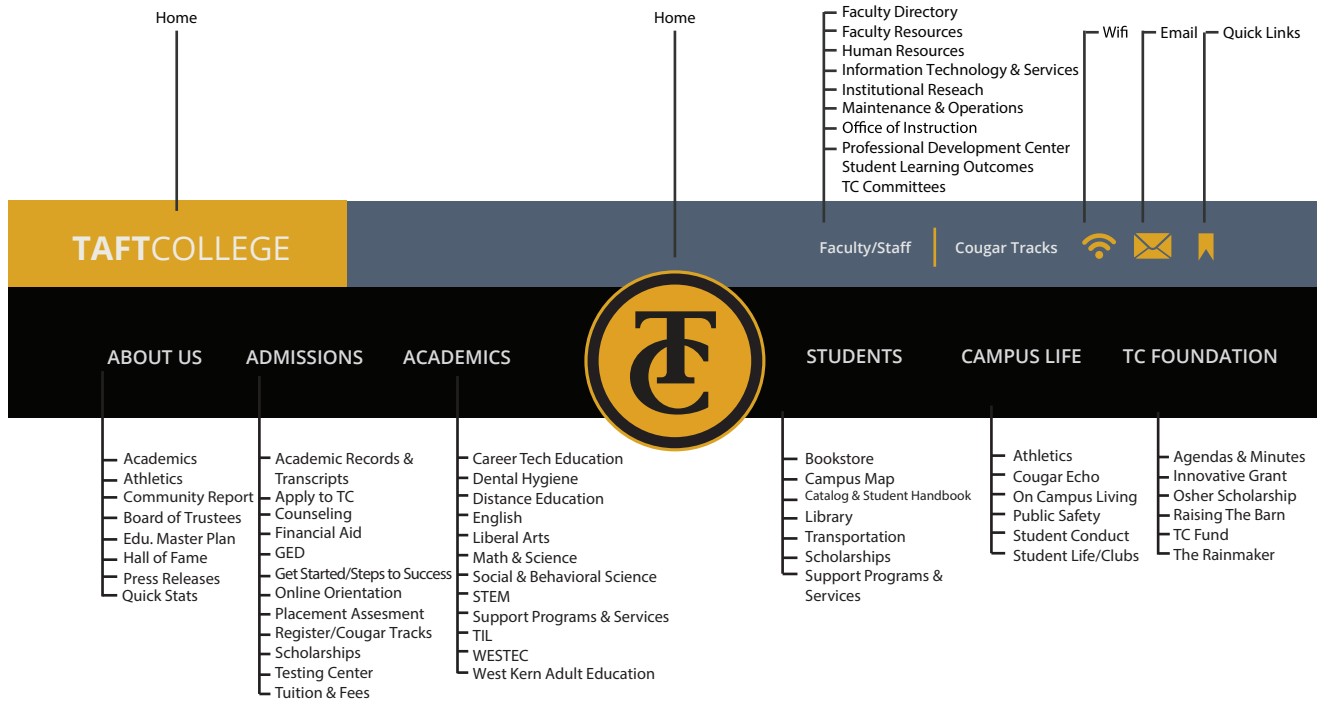 Home
Home
Faculty Directory
Faculty Resources
Human Resources
Information Technology & Services
Institutional Reseach
Maintenance & Operations
Office of Instruction
Professional Development Center
Student Learning Outcomes
TC Committees
Wifi
Email
Quick Links
TAFTCOLLEGE
Faculty/Staff
Cougar Tracks
TC
ABOUT US
ADMISSIONS
ACADEMICS
STUDENTS
CAMPUS LIFE
TC FOUNDATION
Academics
Athletics
Community Report
Board of Trustees
Edu. Master Plan
Hall of Fame
Press Releases
Quick Stats
Academic Records &
Transcripts
Apply to TC
Counseling
Financial Aid
GED
Get Started/Steps to Success
Online Orientation
Placement Assesment
Register/Cougar Tracks
Scholarships
Testing Center
Tuition & Fees
Career Tech Education
Dental Hygiene
Distance Education
English
Liberal Arts
Math & Science
Social & Behavioral Science
STEM
Support Programs & Services
TIL
WESTEC
West Kern Adult Education
Bookstore
Campus Map
Catalog & Student Handbook
Library
Transportation
Scholarships
Support Programs &
Services
Athletics
Cougar Echo
On Campus Living
Public Safety
Student Conduct
Student Life/Clubs
Agendas & Minutes
Innovative Grant
Osher Scholarship
Raising The Barn
TC Fund
The Rainmaker